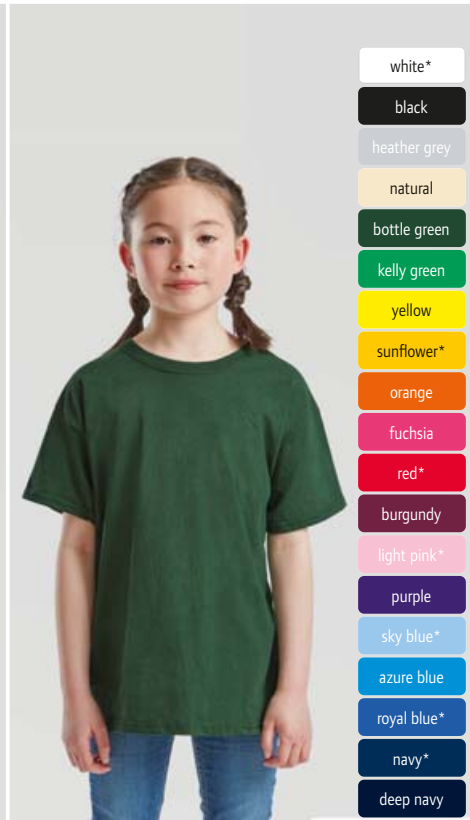 white*
black
heather grey
natural
bottle green
kelly green
yellow
sunflower*
orange
fuchsia
red*
burgundy
light pink*
purple
sky blue*
azure blue
royal blue*
navy*
deep navy